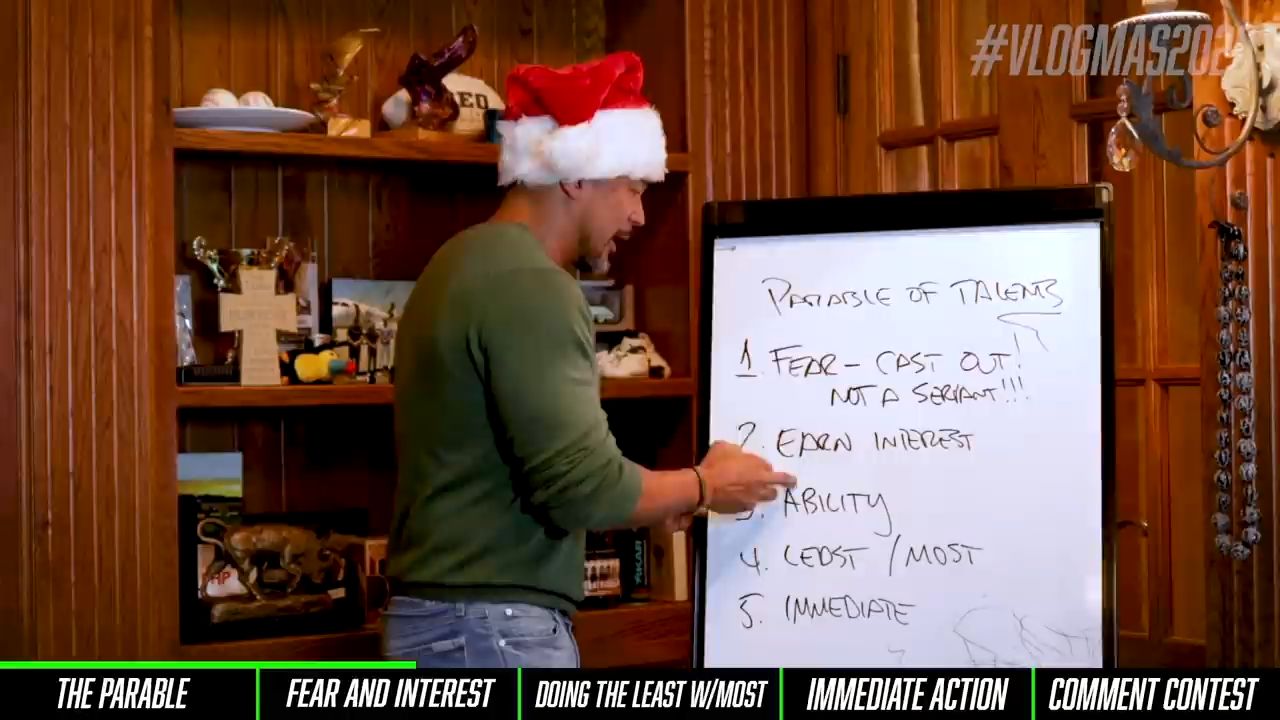 #VLOGMAS202
PARABLE OF TALENTS
1. FEAR - CAST OUT!
NOT A SERVANT!!!
2. EARN INTEREST
3. ABILITY
4. LEAST / MOST
5. IMMEDIATE
THE PARABLE
FEAR AND INTEREST
DOING THE LEAST W/MOST
IMMEDIATE ACTION
COMMENT CONTEST